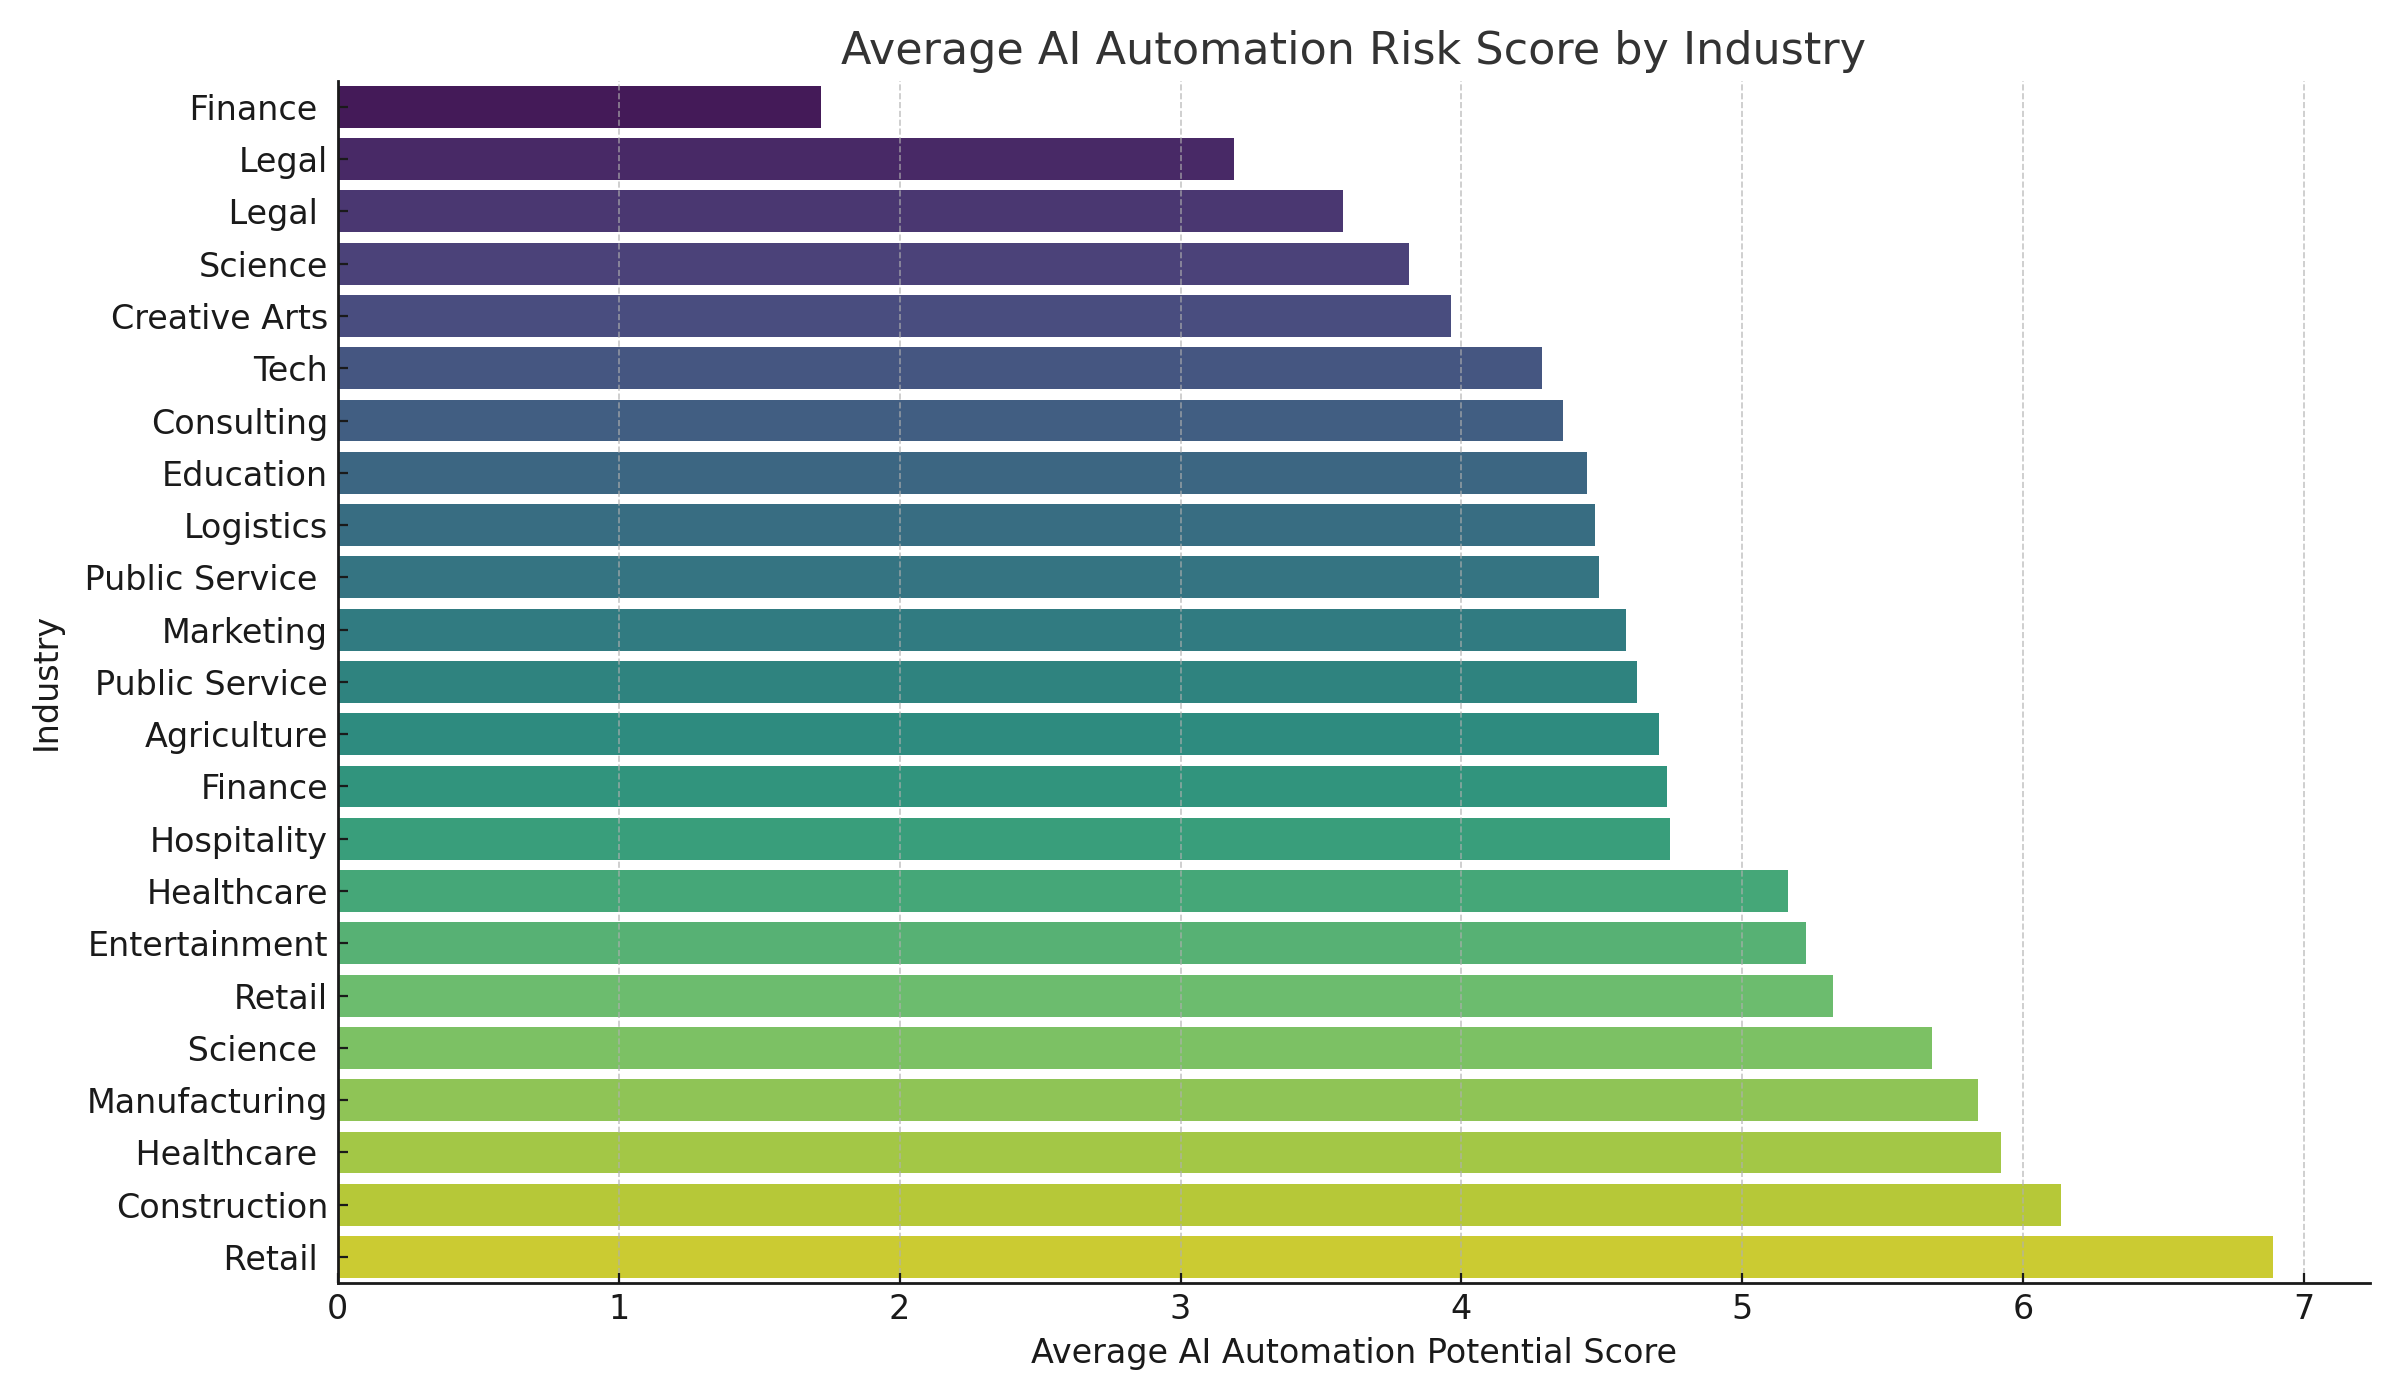 Average AI Automation Risk Score by Industry
Finance
Legal
Legal
Science
Creative Arts
Tech
Consulting
Education
Logistics
Public Service
Marketing
Public Service
Agriculture
Finance
Hospitality
Healthcare
Entertainment
Retail
Science
Manufacturing
Healthcare
Construction
Retail
Industry
0 1 2 3 4 5 6 7
Average AI Automation Potential Score